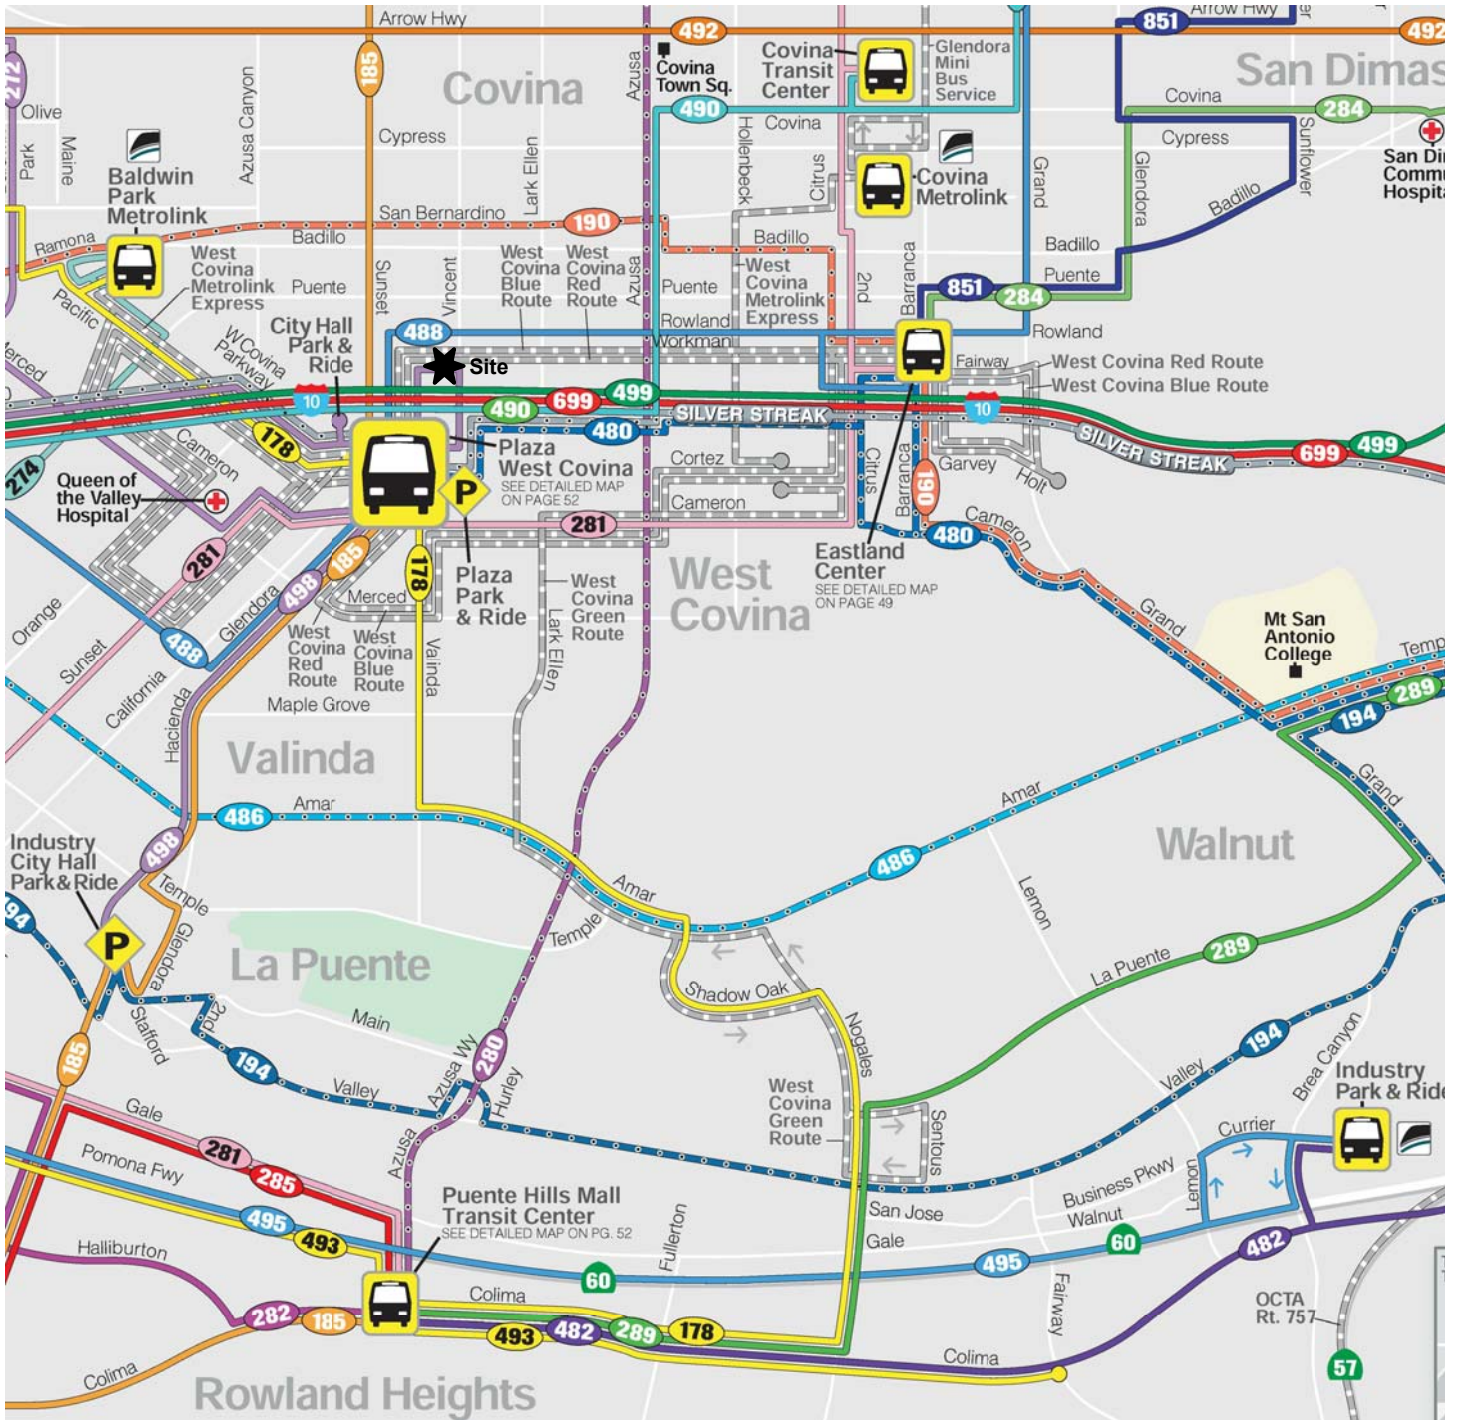 Arrow Hwy
492
851
Arrow Hwy
492
Covina
Transit
Center
Glendora
Mini
Bus
Service
San Dimas
272
185
Azusa
Covina
Town Sq.
Covina
490
Covina
Covina
284
Olive
Park
Maine
Azusa Canyon
Cypress
Lark Ellen
Hollenbeck
Citrus
Grand
Cypress
Glendora
Sunflower
San Di
Commu
Hospita
Baldwin
Park
Metrolink
Covina
Metrolink
Badillo
San Bernardino
190
Badillo
Badillo
Ramona
Badillo
West
Covina
Metrolink
Express
Puente
Sunset
Vincent
West
Covina
Blue
Route
West
Covina
Red
Route
Azusa
Puente
West
Covina
Metrolink
Express
2nd
Barranca
851
284
Puente
Pacific
W Covina
Parkway
City Hall
Park &
Ride
488
Rowland
Workman
Rowland
Site
Fairway
West Covina Red Route
West Covina Blue Route
Merced
10
490
699
499
SILVER STREAK
480
10
SILVER STREAK
699
499
178
Cameron
274
Queen of
the Valley
Hospital
Plaza
West Covina
SEE DETAILED MAP
ON PAGE 52
P
Cortez
Cameron
Citrus
Barranca
190
Garvey
Holt
281
281
185
498
178
480
Cameron
Eastland
Center
SEE DETAILED MAP
ON PAGE 49
West
Covina
Plaza
Park
& Ride
West
Covina
Green
Route
Lark Ellen
Merced
West
Covina
Red
Route
West
Covina
Blue
Route
Valinda
Orange
Sunset
488
Glendora
California
Hacienda
Maple Grove
Grand
Mt San
Antonio
College
Temp
289
194
Grand
Valinda
486
Amar
Amar
486
Walnut
Industry
City Hall
Park & Ride
498
194
P
Temple
Glendora
Amar
Temple
Lemon
La Puente
289
La Puente
Shadow Oak
Nogales
Stafford
2nd
Main
185
194
Valley
Azusa Wy
280
Hurley
Azusa
West
Covina
Green
Route
Sentous
Valley
194
Brea Canyon
Industry
Park & Ride
Currier
Lemon
Business Pkwy
Walnut
Gale
281
285
Pomona Fwy
495
493
Puente Hills Mall
Transit Center
SEE DETAILED MAP ON PG. 52
Fullerton
San Jose
Gale
60
495
60
482
Halliburton
Colima
282
185
493
482
289
178
Colima
Fairway
OCTA
Rt. 757
57
Colima
Rowland Heights